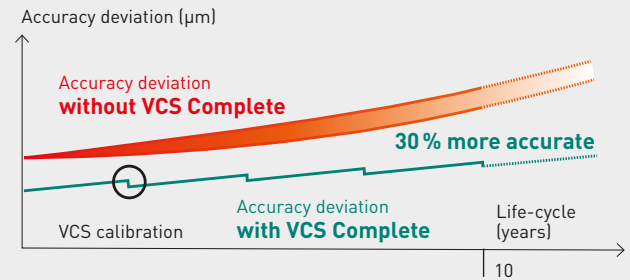 Accuracy deviation (µm)
Accuracy deviation
without VCS Complete
30 % more accurate
Accuracy deviation
with VCS Complete
VCS calibration
Life-cycle
(years)
10